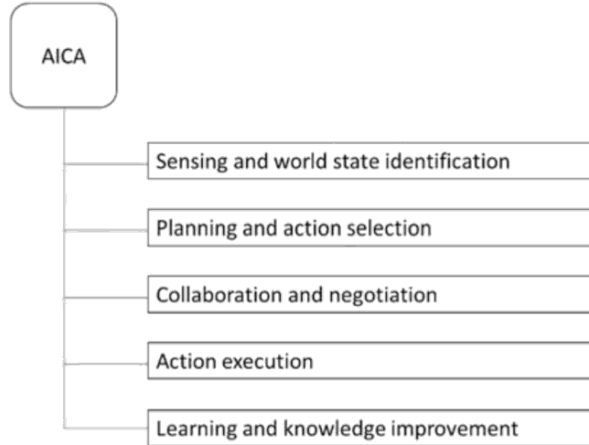 AICA
Sensing and world state identification
Planning and action selection
Collaboration and negotiation
Action execution
Learning and knowledge improvement